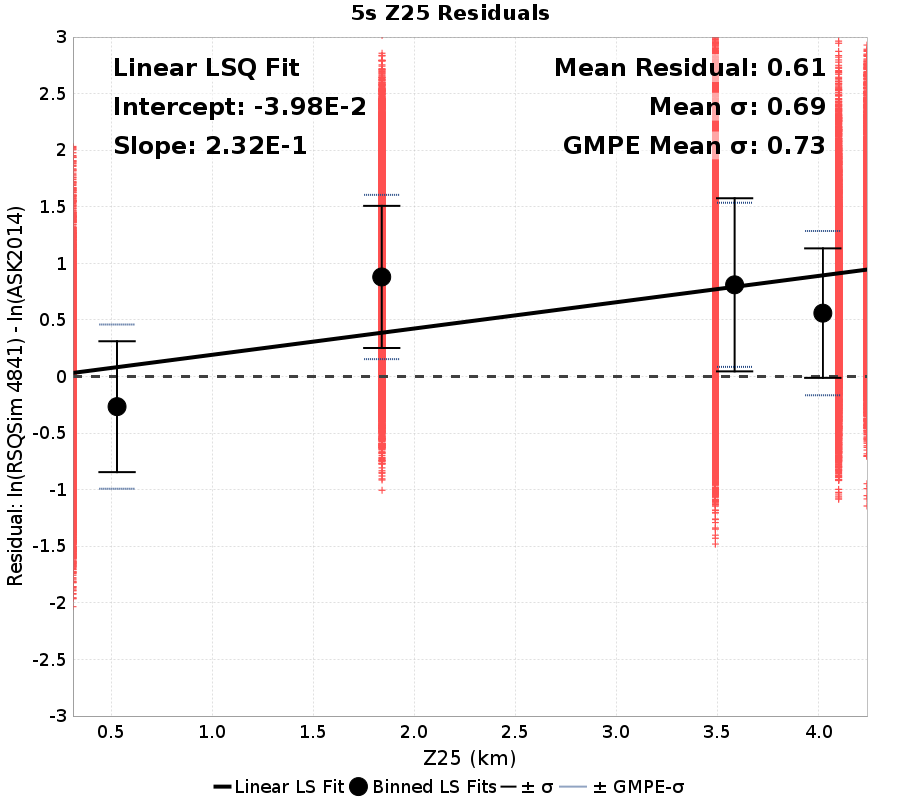 5s Z25 Residuals
Linear LSQ Fit
Intercept: -3.98E-2
Slope: 2.32E-1
Mean Residual: 0.61
Mean σ: 0.69
GMPE Mean σ: 0.73
Residual: ln(RSQSim 4841) - ln(ASK2014)
3
2.5
2
1.5
1
0.5
0
-0.5
-1
-1.5
-2
-2.5
-3
0.5 1.0 1.5 2.0 2.5 3.0 3.5 4.0
Z25 (km)
Linear LS Fit Binned LS Fits ± σ ± GMPE-σ